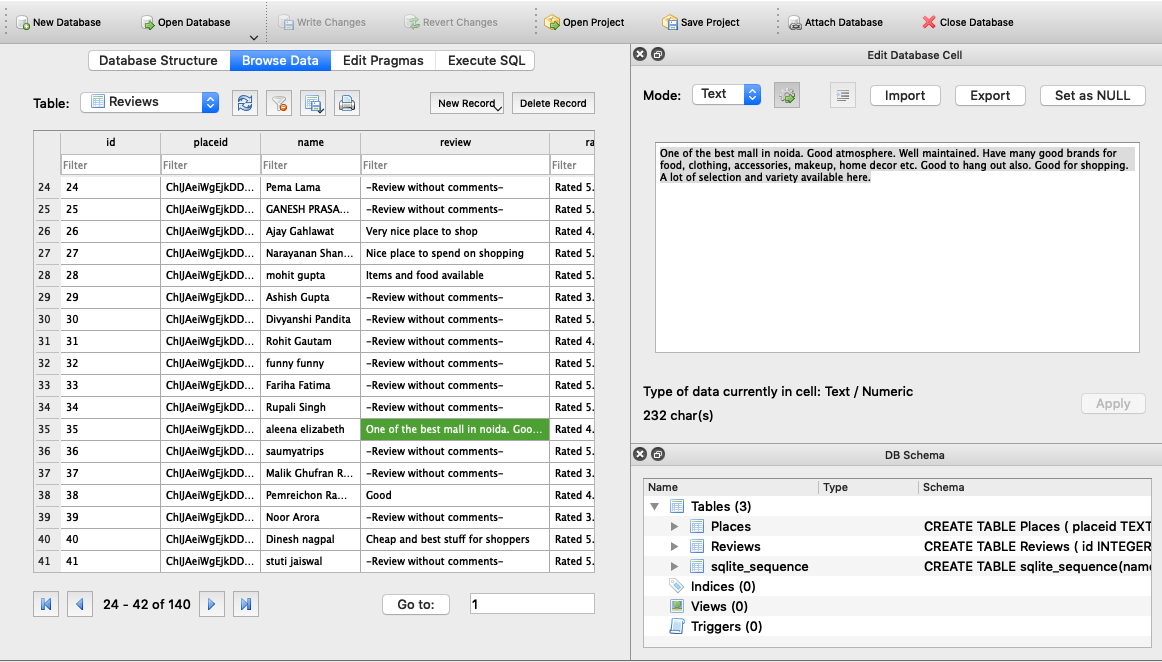 New Database Open Database Write Changes Revert Changes Open Project Save Project Attach Database Close Database
Database Structure Browse Data Edit Pragmas Execute SQL
Table: Reviews New Record Delete Record
id placeid name review ra
Filter Filter Filter Filter Filter
24 24 ChIJAeiWgEjkDD... Pema Lama -Review without comments- Rated 5.
25 25 ChIJAeiWgEjkDD... GANESH PRASA... -Review without comments- Rated 5.
26 26 ChIJAeiWgEjkDD... Ajay Gahlawat Very nice place to shop Rated 4.
27 27 ChIJAeiWgEjkDD... Narayanan Shan... Nice place to spend on shopping Rated 5.
28 28 ChIJAeiWgEjkDD... mohit gupta Items and food available Rated 5.
29 29 ChIJAeiWgEjkDD... Ashish Gupta -Review without comments- Rated 3.
30 30 ChIJAeiWgEjkDD... Divyanshi Pandita -Review without comments- Rated 5.
31 31 ChIJAeiWgEjkDD... Rohit Gautam -Review without comments- Rated 4.
32 32 ChIJAeiWgEjkDD... funny funny -Review without comments- Rated 5.
33 33 ChIJAeiWgEjkDD... Fariha Fatima -Review without comments- Rated 5.
34 34 ChIJAeiWgEjkDD... Rupali Singh -Review without comments- Rated 5.
35 35 ChIJAeiWgEjkDD... aleena elizabeth One of the best mall in noida. Goo... Rated 4.
36 36 ChIJAeiWgEjkDD... saumyatrips -Review without comments- Rated 5.
37 37 ChIJAeiWgEjkDD... Malik Ghufran R... -Review without comments- Rated 3.
38 38 ChIJAeiWgEjkDD... Pemreichon Ra... Good Rated 4.
39 39 ChIJAeiWgEjkDD... Noor Arora -Review without comments- Rated 3.
40 40 ChIJAeiWgEjkDD... Dinesh nagpal Cheap and best stuff for shoppers Rated 5.
41 41 ChIJAeiWgEjkDD... stuti jaiswal -Review without comments- Rated 5.
24 - 42 of 140 Go to: 1
Edit Database Cell
Mode: Text Import Export Set as NULL
One of the best mall in noida. Good atmosphere. Well maintained. Have many good brands for
food, clothing, accessories, makeup, home decor etc. Good to hang out also. Good for shopping.
A lot of selection and variety available here.
Type of data currently in cell: Text / Numeric
232 char(s)
Apply
DB Schema
Name Type Schema
Tables (3)
Places CREATE TABLE Places ( placeid TEXT
Reviews CREATE TABLE Reviews ( id INTEGER
sqlite_sequence CREATE TABLE sqlite_sequence(name
Indices (0)
Views (0)
Triggers (0)